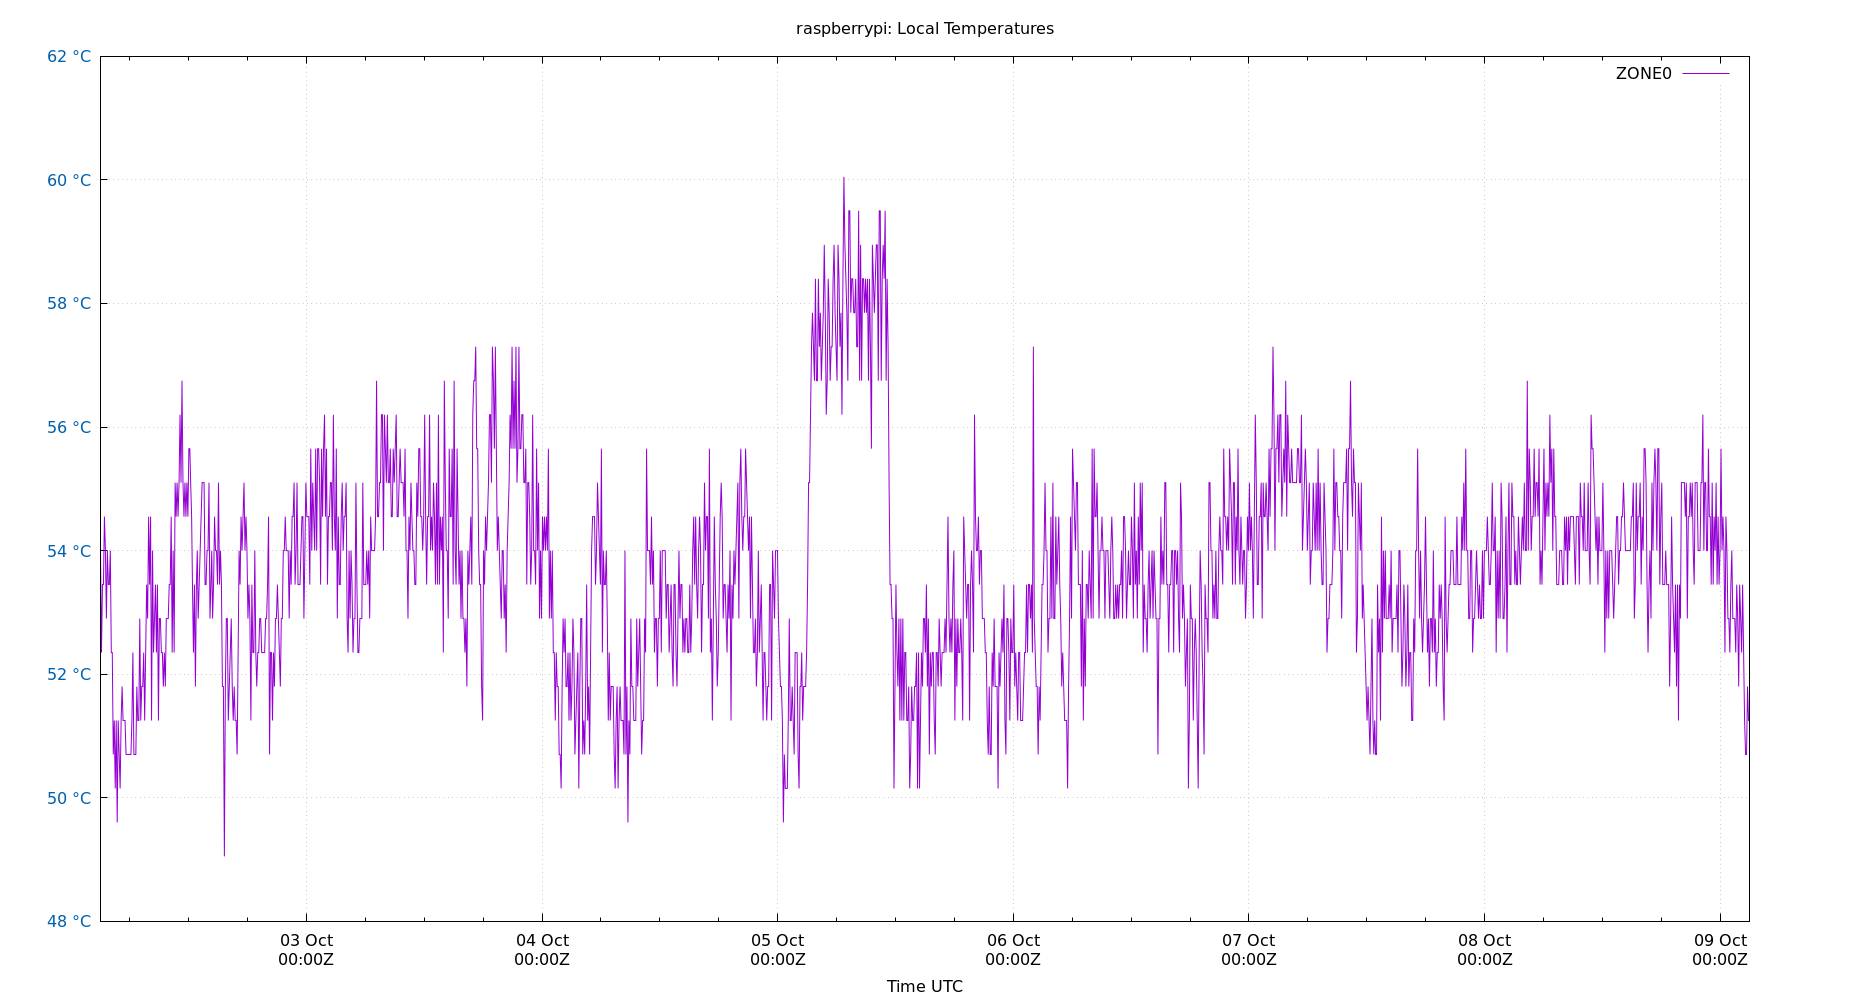 raspberrypi: Local Temperatures
62 °C
ZONE0
60 °C
58 °C
56 °C
54 °C
52 °C
50 °C
48 °C
03 Oct 04 Oct 05 Oct 06 Oct 07 Oct 08 Oct 09 Oct
00:00Z 00:00Z 00:00Z 00:00Z 00:00Z 00:00Z 00:00Z
Time UTC